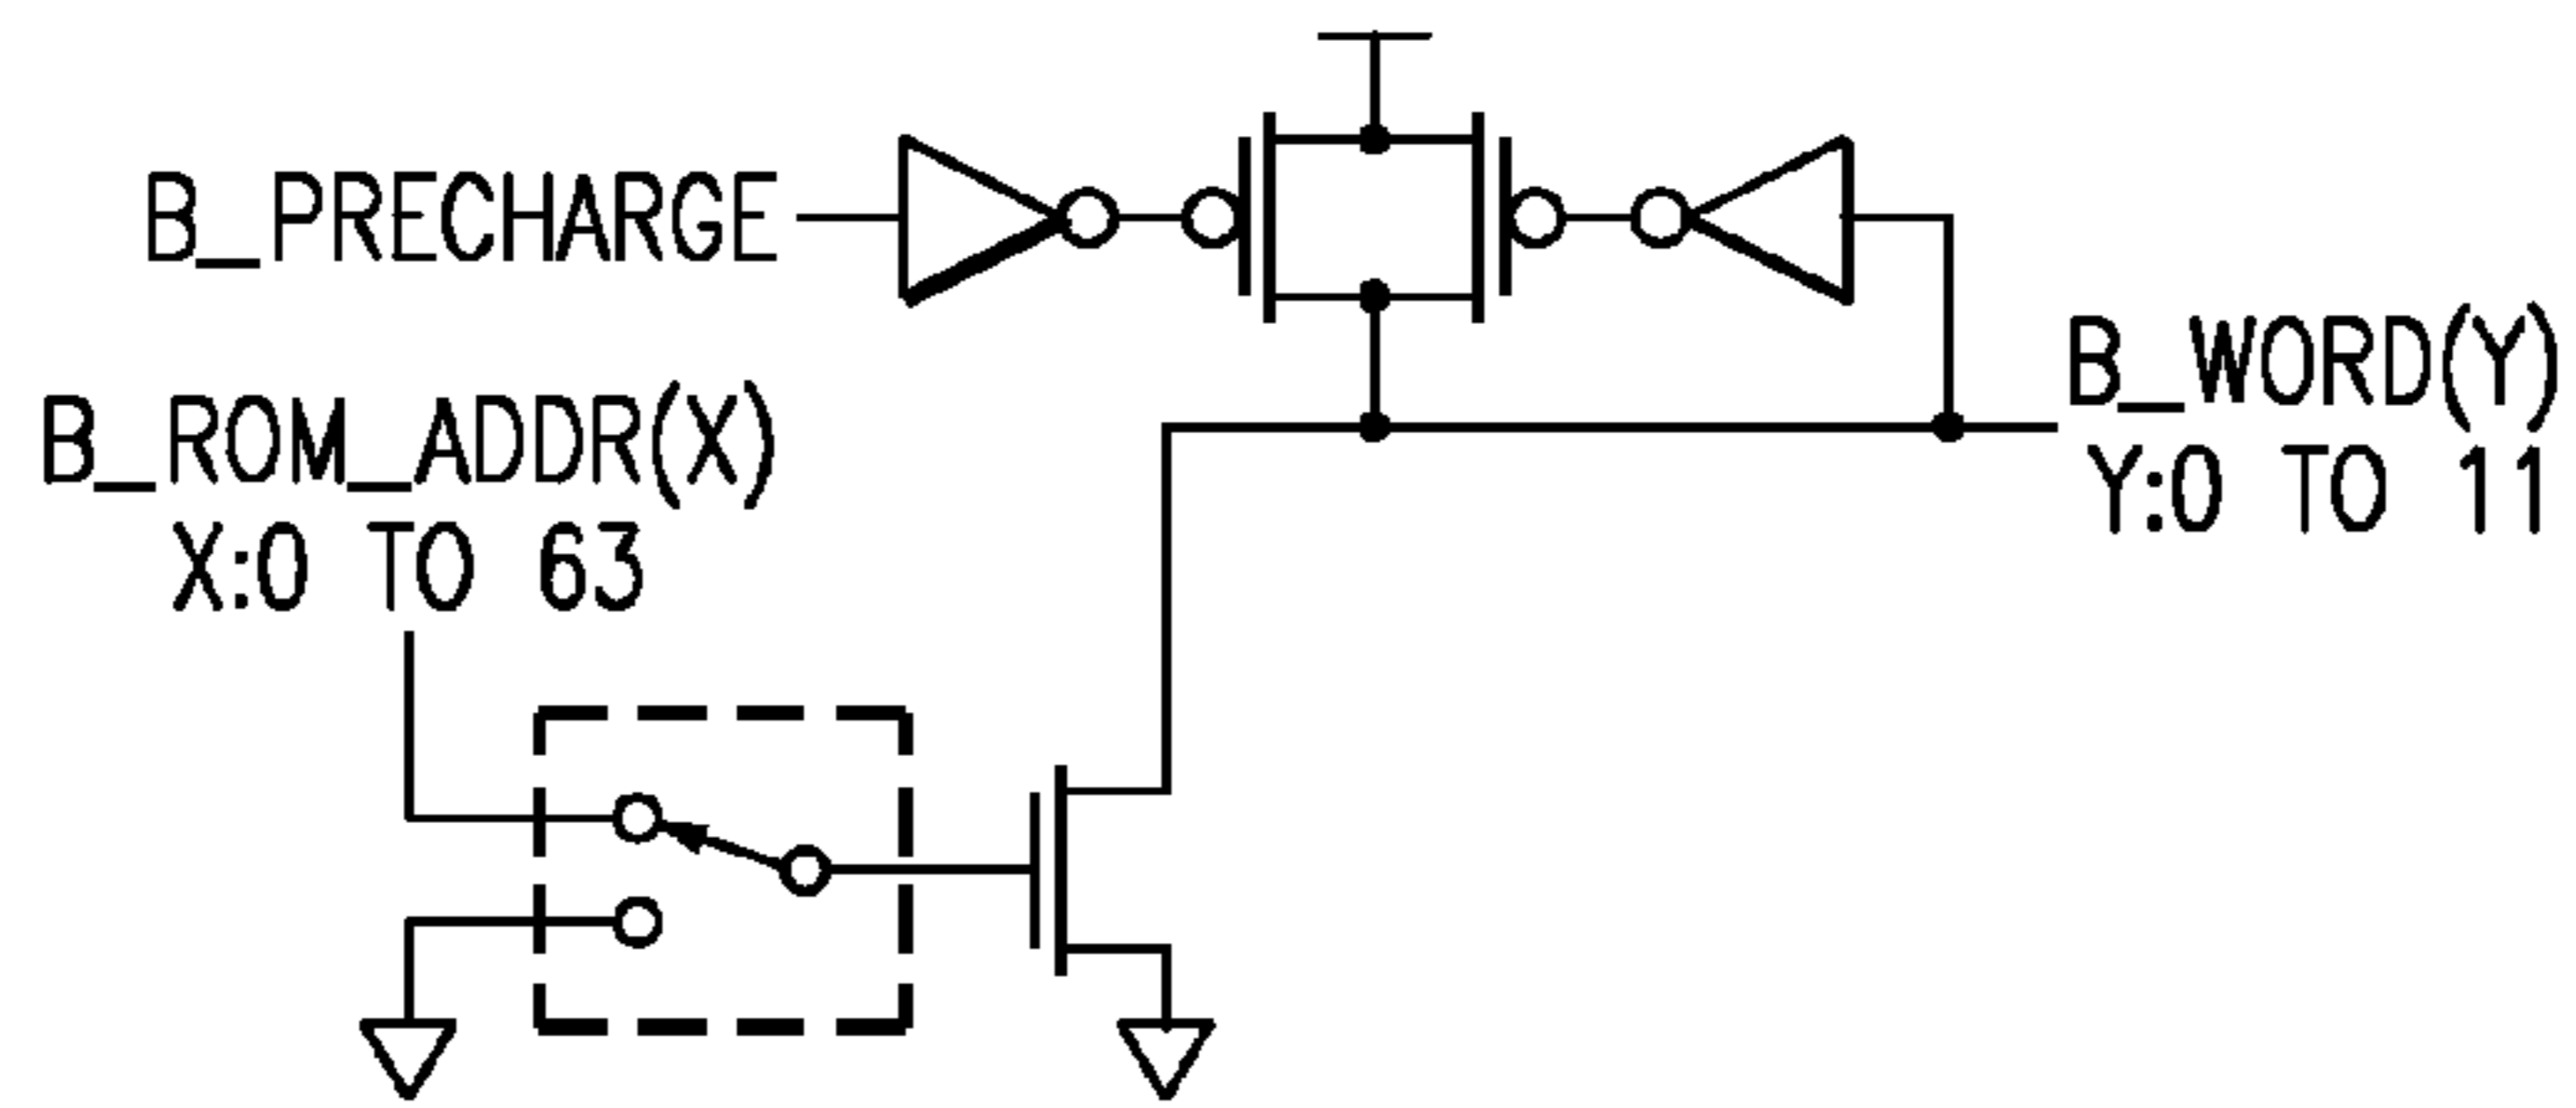 B_PRECHARGE
B_ROM_ADDR(X)
X:0 TO 63
B_WORD(Y)
Y:0 TO 11